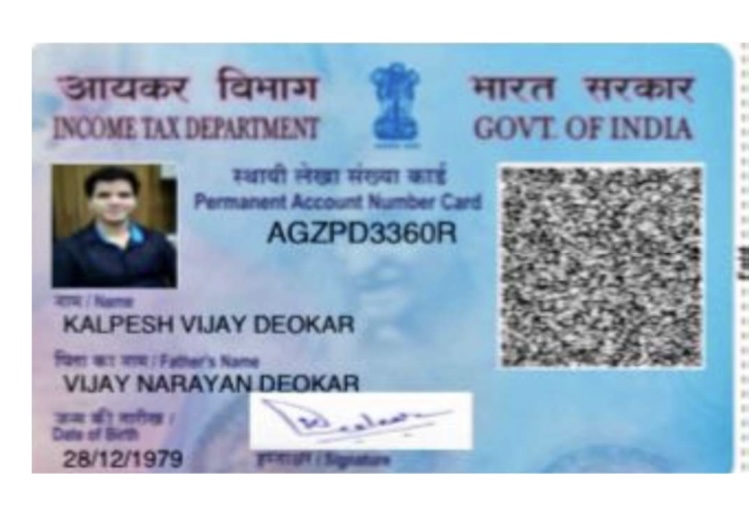 आयकर विभाग
INCOME TAX DEPARTMENT
भारत सरकार
GOVT. OF INDIA
स्थायी लेखा संख्या कार्ड
Permanent Account Number Card
AGZPD3360R
नाम / Name
KALPESH VIJAY DEOKAR
पिता का नाम / Father's Name
VIJAY NARAYAN DEOKAR
जन्म की तारीख /
Date of Birth
28/12/1979
हस्ताक्षर / Signature